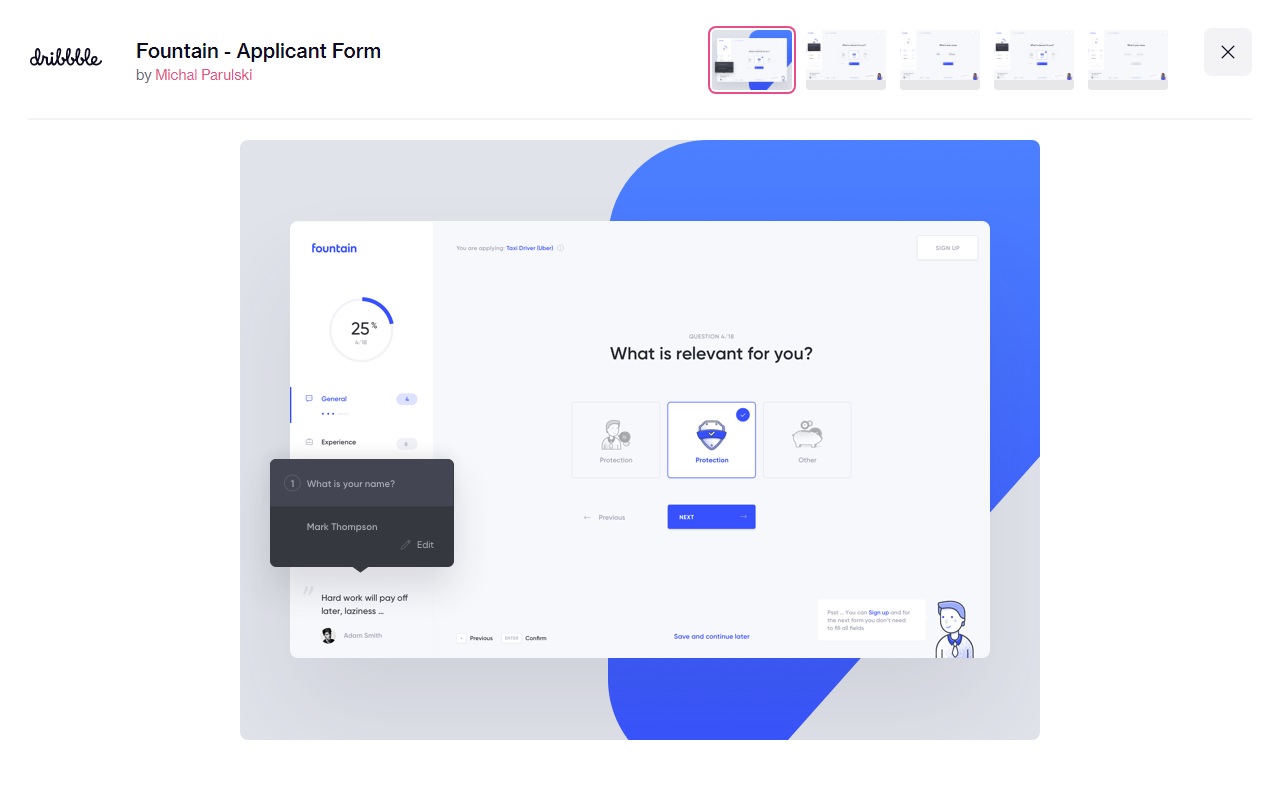 dribbble
Fountain - Applicant Form
by Michal Parulski
fountain
You are applying: Taxi Driver (Uber)
SIGN UP
25%
4/18
QUESTION 4/18
What is relevant for you?
General
4
Experience
Protection
Protection
Other
1 What is your name?
Mark Thompson
Edit
Previous
NEXT
Hard work will pay off
later, laziness ...
Adam Smith
Psst ... You can Sign up and for
the next form you don't need
to fill all fields
Previous
ENTER
Confirm
Save and continue later